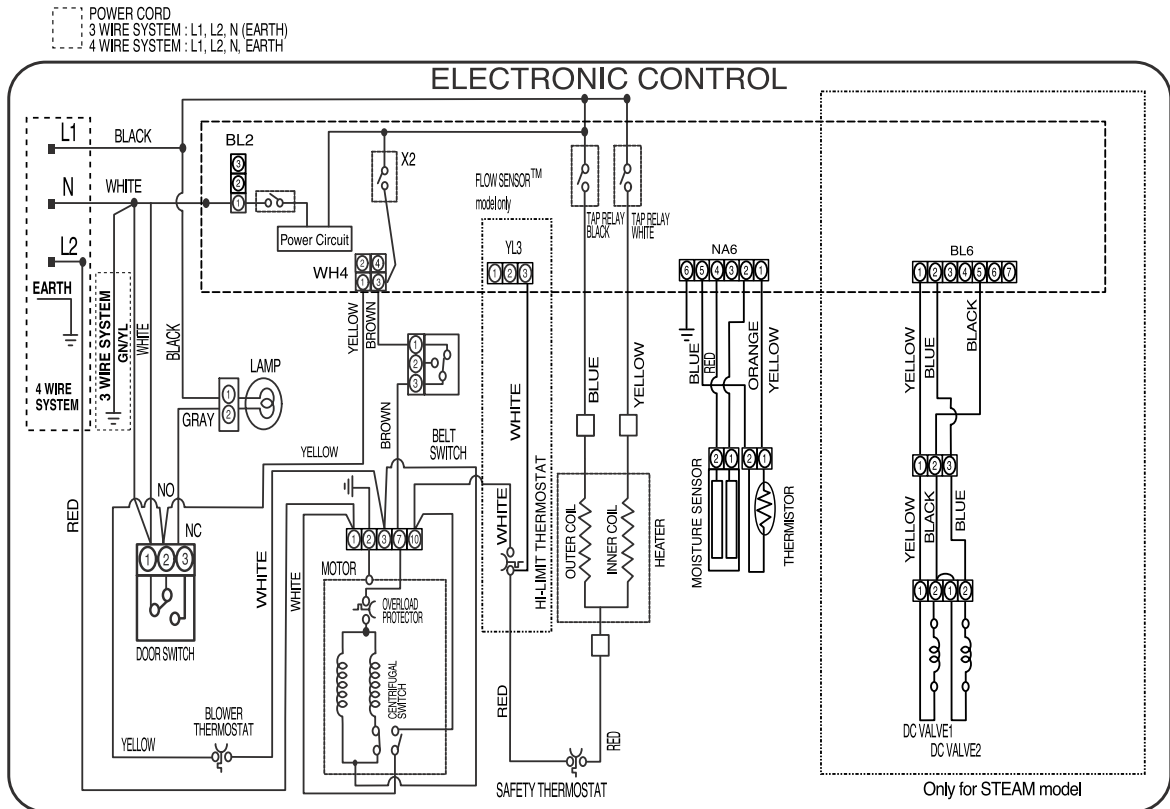 POWER CORD
3 WIRE SYSTEM : L1, L2, N (EARTH)
4 WIRE SYSTEM : L1, L2, N, EARTH
ELECTRONIC CONTROL
L1
BLACK
N
WHITE
L2
EARTH
4 WIRE
SYSTEM
3 WIRE SYSTEM
GN/YL
WHITE
BLACK
RED
BL2
3
2
1
Power Circuit
X2
WH4
2 4
1 3
YELLOW
BROWN
1
2
3
BELT
SWITCH
BROWN
LAMP
1
2
GRAY
YELLOW
NO
NC
1 2 3
DOOR SWITCH
BLOWER
THERMOSTAT
YELLOW
WHITE
WHITE
1 2 3 7 10
MOTOR
OVERLOAD
PROTECTOR
CENTRIFUGAL
SWITCH
FLOW SENSOR™
model only
YL3
1 2 3
WHITE
WHITE
HI-LIMIT THERMOSTAT
RED
SAFETY THERMOSTAT
RED
TAP RELAY
BLACK
TAP RELAY
WHITE
BLUE
YELLOW
OUTER COIL
INNER COIL
HEATER
NA6
6 5 4 3 2 1
BLUE
RED
ORANGE
YELLOW
2 1 2 1
MOISTURE SENSOR
THERMISTOR
BL6
1 2 3 4 5 6 7
YELLOW
BLUE
BLACK
1 2 3
YELLOW
BLACK
BLUE
1 2 1 2
DC VALVE1
DC VALVE2
Only for STEAM model